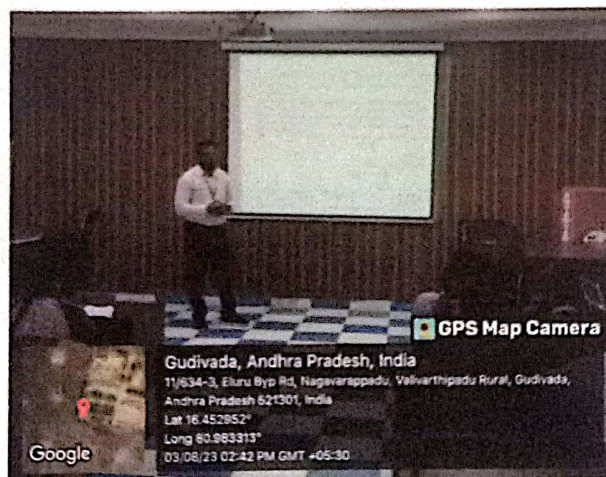 GPS Map Camera
Gudivada, Andhra Pradesh, India
11/634-3, Eluru Byp Rd, Nagavarappadu, Valivarthipadu Rural, Gudivada,
Andhra Pradesh 521301, India
Lat 16.452952°
Long 80.983313°
03/08/23 02:42 PM GMT +05:30
Google